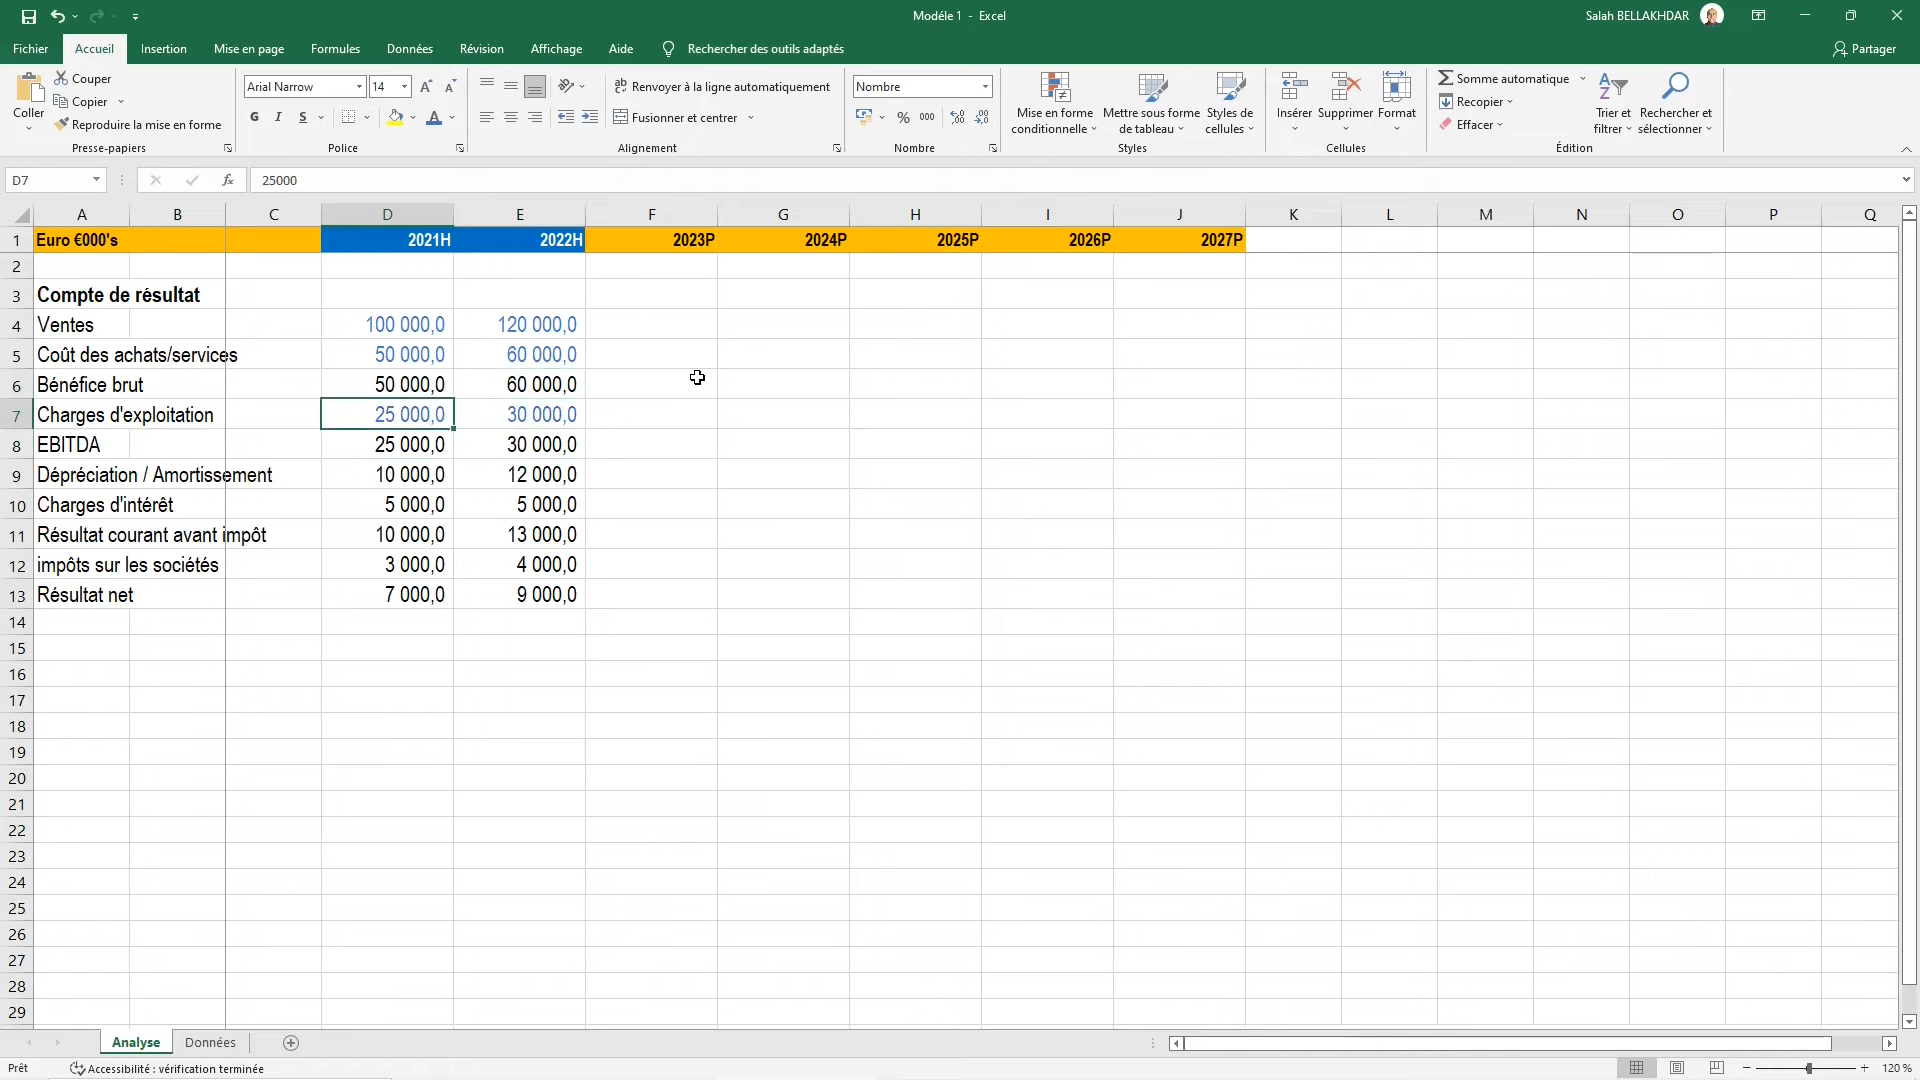 Modéle 1 - Excel
Salah BELLAKHDAR
Fichier Accueil Insertion Mise en page Formules Données Révision Affichage Aide Rechercher des outils adaptés Partager
Coller
Couper
Copier
Reproduire la mise en forme
Presse-papiers
Arial Narrow 14
G I S
Police
Renvoyer à la ligne automatiquement
Fusionner et centrer
Alignement
Nombre
% 000
Nombre
Mise en forme conditionnelle
Mettre sous forme de tableau
Styles de cellules
Styles
Insérer Supprimer Format
Cellules
Somme automatique
Recopier
Effacer
Trier et filtrer
Rechercher et sélectionner
Édition
D7 fx 25000
A B C D E F G H I J K L M N O P Q
1 Euro €000's 2021H 2022H 2023P 2024P 2025P 2026P 2027P
2
3 Compte de résultat
4 Ventes 100 000,0 120 000,0
5 Coût des achats/services 50 000,0 60 000,0
6 Bénéfice brut 50 000,0 60 000,0
7 Charges d'exploitation 25 000,0 30 000,0
8 EBITDA 25 000,0 30 000,0
9 Dépréciation / Amortissement 10 000,0 12 000,0
10 Charges d'intérêt 5 000,0 5 000,0
11 Résultat courant avant impôt 10 000,0 13 000,0
12 impôts sur les sociétés 3 000,0 4 000,0
13 Résultat net 7 000,0 9 000,0
14
15
16
17
18
19
20
21
22
23
24
25
26
27
28
29
Analyse Données
Prêt Accessibilité : vérification terminée 120 %